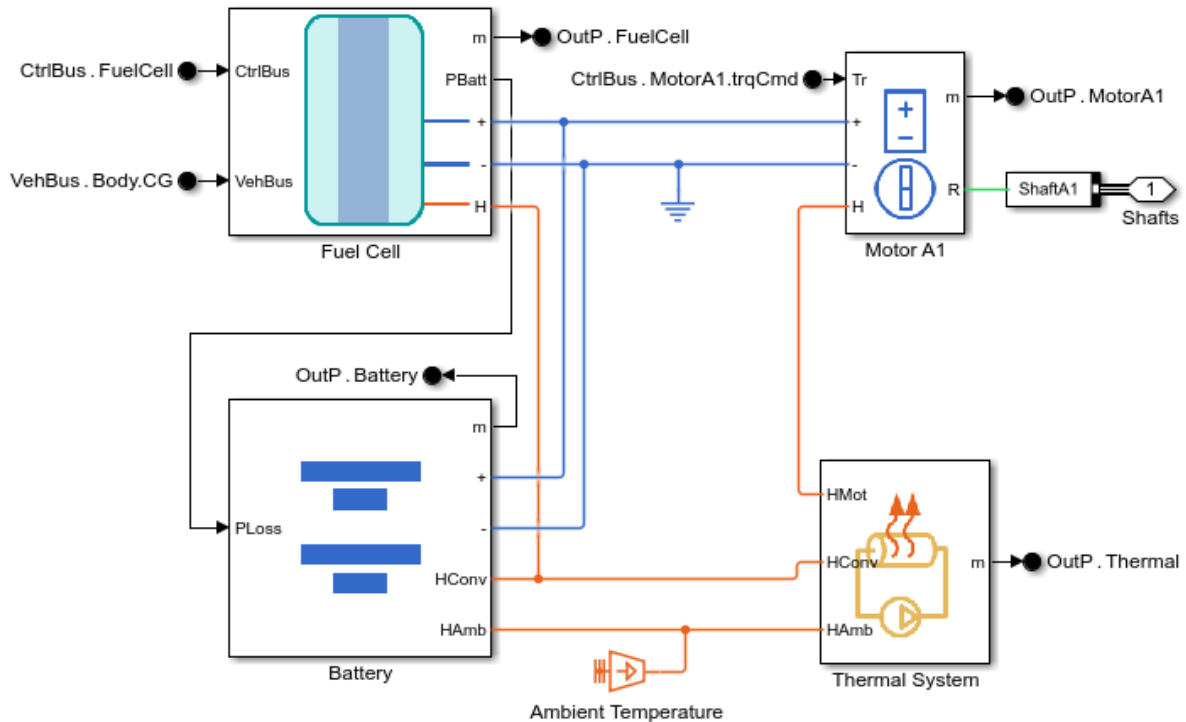 m
OutP . FuelCell
CtrlBus . FuelCell
CtrlBus
PBatt
+
VehBus . Body.CG
VehBus
-
H
Fuel Cell
CtrlBus . MotorA1.trqCmd
Tr
m
OutP . MotorA1
+
+
-
-
H
R
ShaftA1
1
Shafts
Motor A1
OutP . Battery
m
+
PLoss
-
HConv
HAmb
Battery
HMot
HConv
m
OutP . Thermal
HAmb
Thermal System
Ambient Temperature